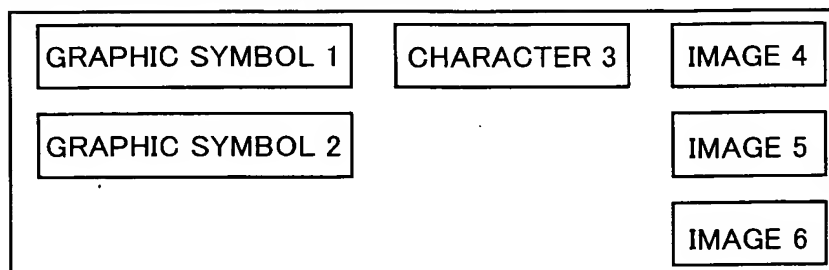 GRAPHIC SYMBOL 1 CHARACTER 3 IMAGE 4
GRAPHIC SYMBOL 2 IMAGE 5
IMAGE 6